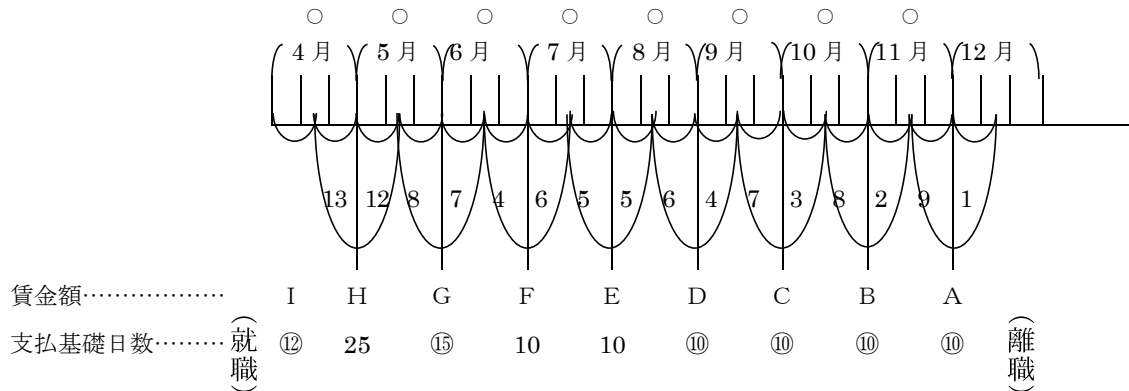 ○ ○ ○ ○ ○ ○ ○ ○
4月 5月 6月 7月 8月 9月 10月 11月 12月
13 12 8 7 4 6 5 5 6 4 7 3 8 2 9 1
賃金額……………… I H G F E D C B A
支払基礎日数……… (就職) ⑫ 25 ⑮ 10 10 ⑩ ⑩ ⑩ ⑩ (離職)